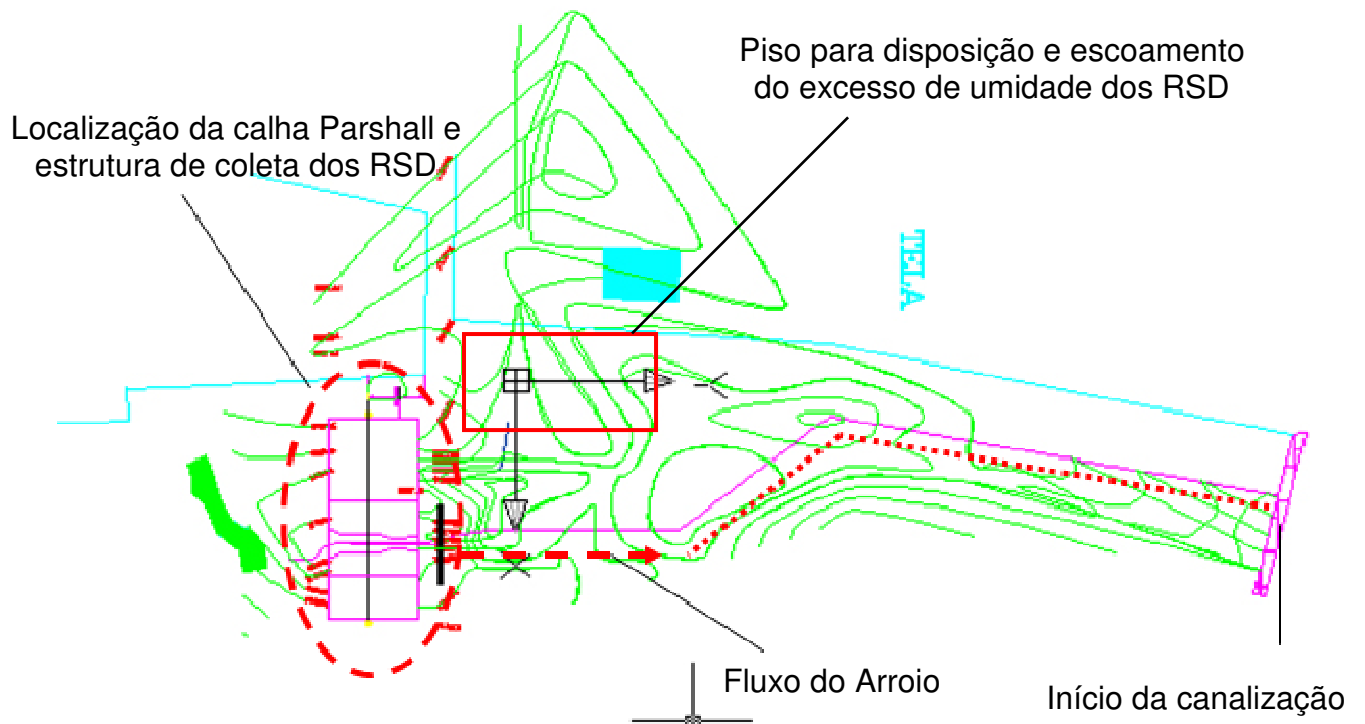 Piso para disposição e escoamento
do excesso de umidade dos RSD
Localização da calha Parshall e
estrutura de coleta dos RSD
TELA
Fluxo do Arroio
Início da canalização